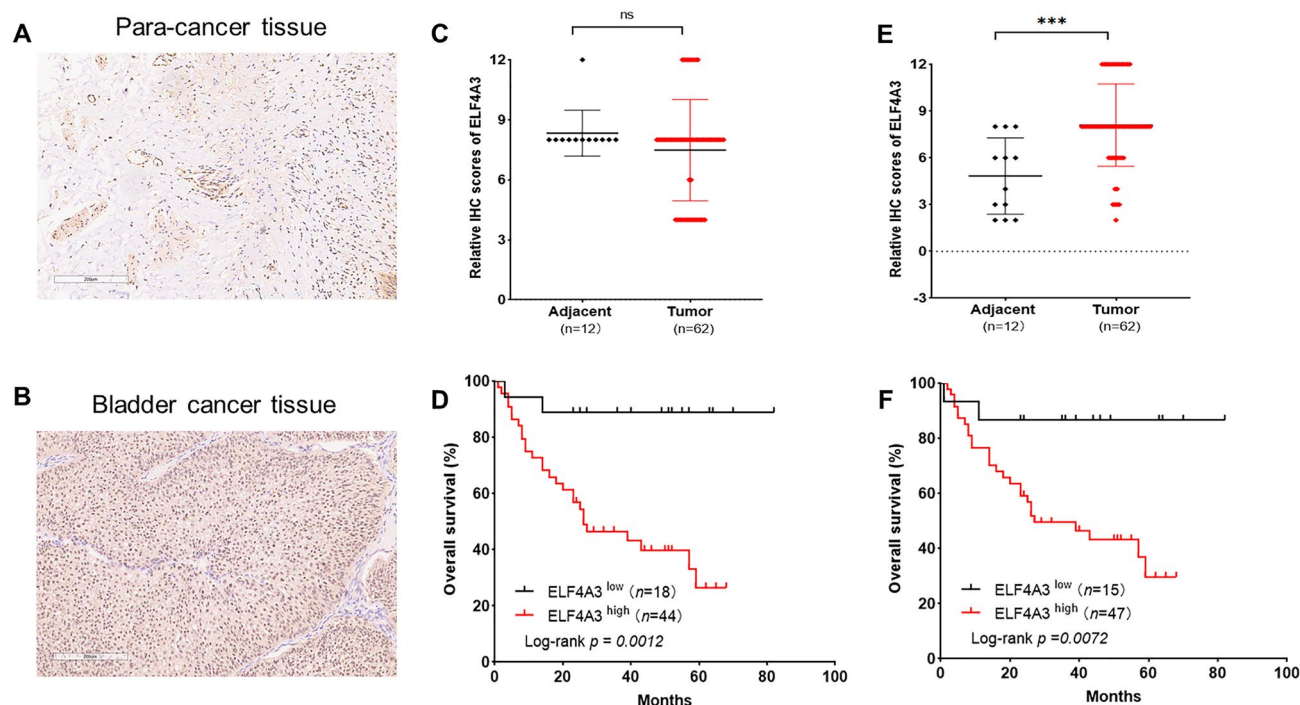 A
Para-cancer tissue
200um
B
Bladder cancer tissue
200um
C
ns
Relative IHC scores of ELF4A3
12
9
6
3
0
Adjacent
Tumor
(n=12)
(n=62)
D
Overall survival (%)
100
80
60
40
20
0
ELF4A3 low (n=18)
ELF4A3 high (n=44)
Log-rank p = 0.0012
0 20 40 60 80 100
Months
E
***
Relative IHC scores of ELF4A3
12
9
6
3
0
-3
Adjacent
Tumor
(n=12)
(n=62)
F
Overall survival (%)
100
80
60
40
20
0
ELF4A3 low (n=15)
ELF4A3 high (n=47)
Log-rank p =0.0072
0 20 40 60 80 100
Months